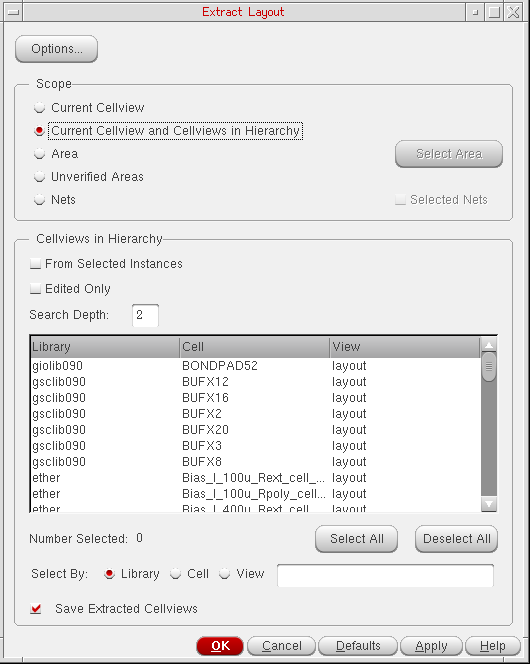 Extract Layout
Options...
Scope
Current Cellview
Current Cellview and Cellviews in Hierarchy
Area
Select Area
Unverified Areas
Nets
Selected Nets
Cellviews in Hierarchy
From Selected Instances
Edited Only
Search Depth: 2
Library Cell View
giolib090 BONDPAD52 layout
gsclib090 BUFX12 layout
gsclib090 BUFX16 layout
gsclib090 BUFX2 layout
gsclib090 BUFX20 layout
gsclib090 BUFX3 layout
gsclib090 BUFX8 layout
ether Bias_I_100u_Rext_cell_... layout
ether Bias_I_100u_Rpoly_cell... layout
ether Bias_I_400u_Rext_cell layout
Number Selected: 0
Select All
Deselect All
Select By: Library Cell View
Save Extracted Cellviews
OK Cancel Defaults Apply Help